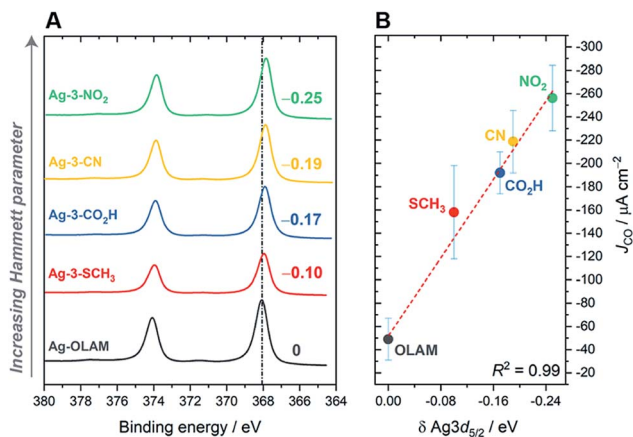 A
Increasing Hammett parameter
Ag-3-NO₂
−0.25
Ag-3-CN
−0.19
Ag-3-CO₂H
−0.17
Ag-3-SCH₃
−0.10
Ag-OLAM
0
380 378 376 374 372 370 368 366 364
Binding energy / eV
B
NO₂
CN
CO₂H
SCH₃
OLAM
R² = 0.99
-300
-280
-260
-240
-220
-200
-180
-160
-140
-120
-100
-80
-60
-40
-20
J_CO / µA cm⁻²
0.00 -0.08 -0.16 -0.24
δ Ag3d₅/₂ / eV